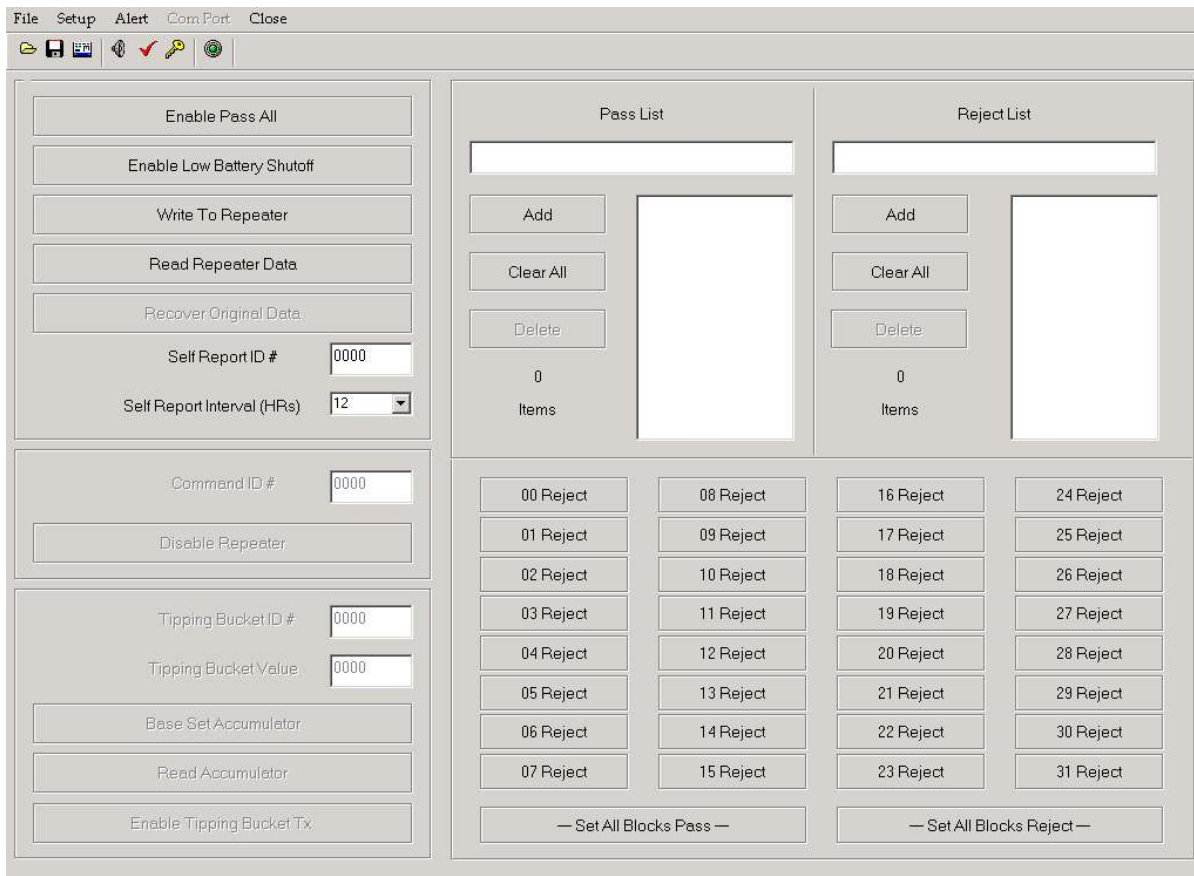 File Setup Alert Com Port Close
Enable Pass All
Enable Low Battery Shutoff
Write To Repeater
Read Repeater Data
Recover Original Data
Self Report ID # 0000
Self Report Interval (HRs) 12
Command ID # 0000
Disable Repeater
Tipping Bucket ID # 0000
Tipping Bucket Value 0000
Base Set Accumulator
Read Accumulator
Enable Tipping Bucket Tx
Pass List
Add
Clear All
Delete
0
Items
Reject List
Add
Clear All
Delete
0
Items
00 Reject 08 Reject 16 Reject 24 Reject
01 Reject 09 Reject 17 Reject 25 Reject
02 Reject 10 Reject 18 Reject 26 Reject
03 Reject 11 Reject 19 Reject 27 Reject
04 Reject 12 Reject 20 Reject 28 Reject
05 Reject 13 Reject 21 Reject 29 Reject
06 Reject 14 Reject 22 Reject 30 Reject
07 Reject 15 Reject 23 Reject 31 Reject
— Set All Blocks Pass — — Set All Blocks Reject —